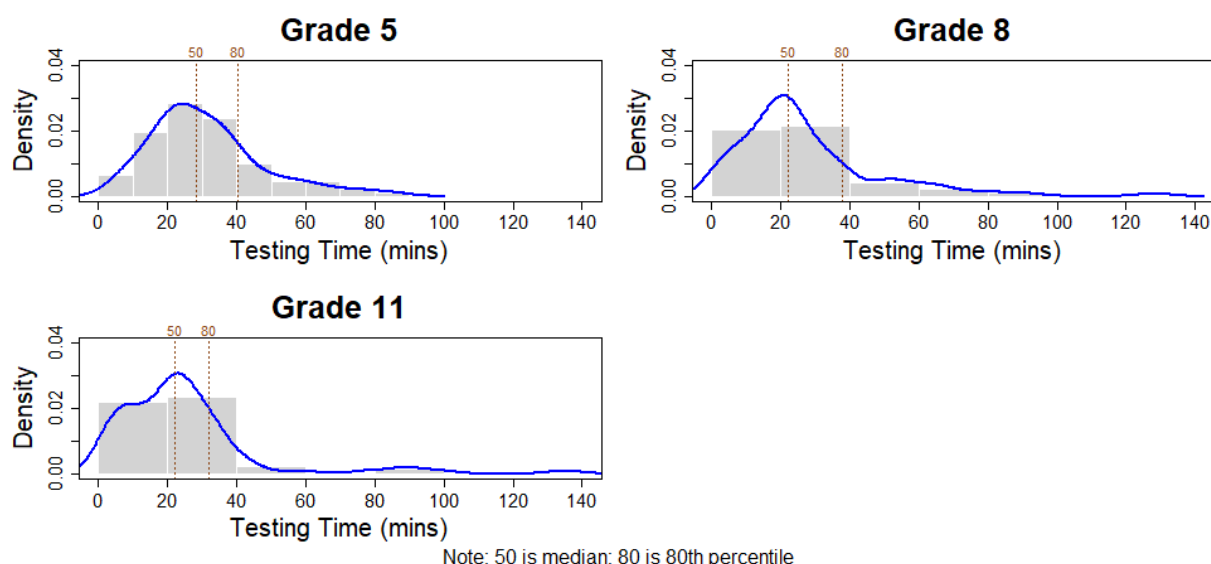 Grade 5
50 80
0.04
0.02
0.00
Density
0 20 40 60 80 100 120 140
Testing Time (mins)
Grade 8
50 80
0.04
0.02
0.00
Density
0 20 40 60 80 100 120 140
Testing Time (mins)
Grade 11
50 80
0.04
0.02
0.00
Density
0 20 40 60 80 100 120 140
Testing Time (mins)
Note: 50 is median; 80 is 80th percentile